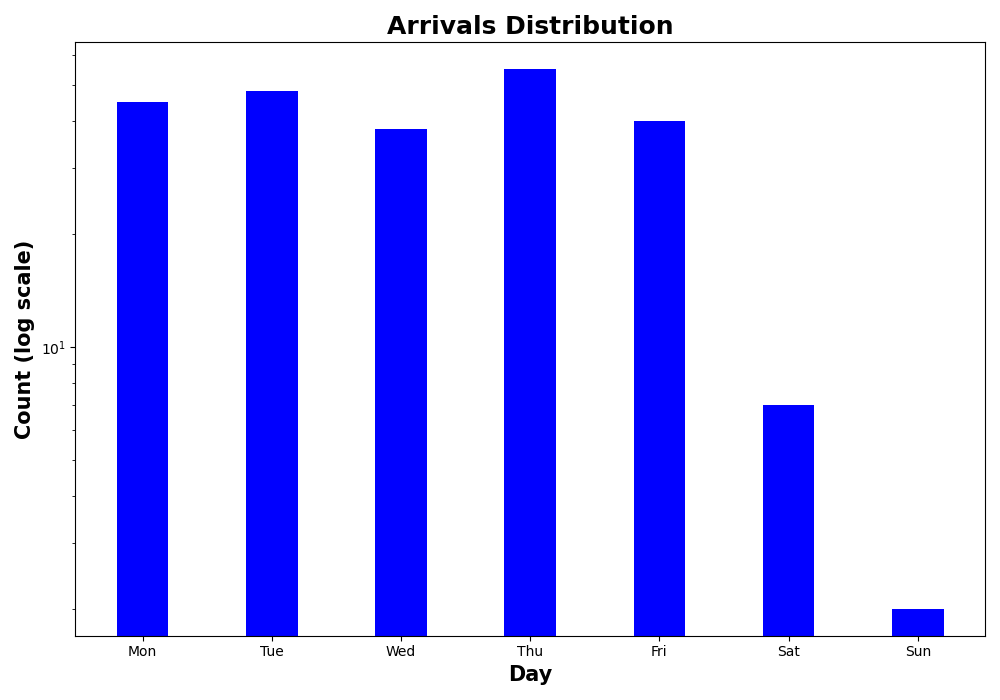 Arrivals Distribution
Count (log scale)
10¹
Mon Tue Wed Thu Fri Sat Sun
Day